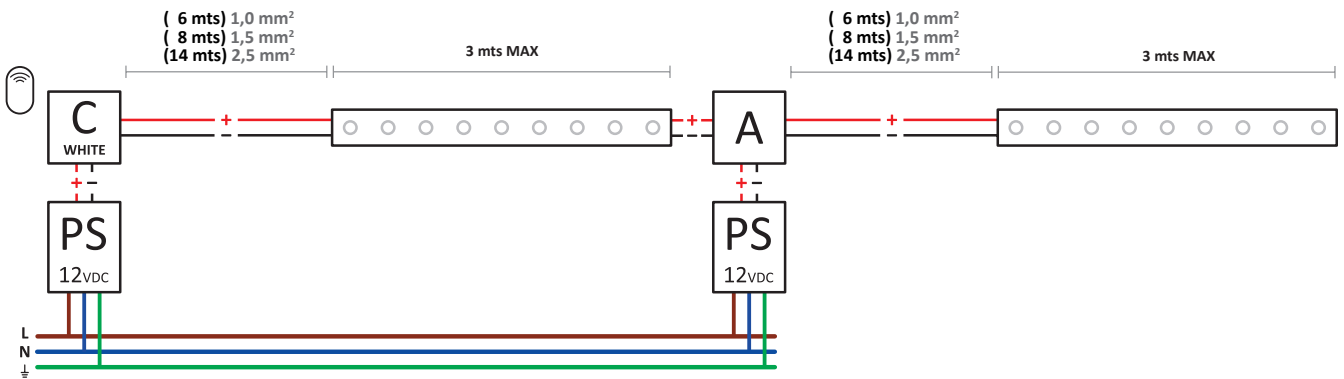 ( 6 mts) 1,0 mm²
( 8 mts) 1,5 mm²
(14 mts) 2,5 mm²
3 mts MAX
( 6 mts) 1,0 mm²
( 8 mts) 1,5 mm²
(14 mts) 2,5 mm²
3 mts MAX
C
WHITE
+
−
+
−
A
+
−
+ −
+ −
PS
12VDC
PS
12VDC
L
N